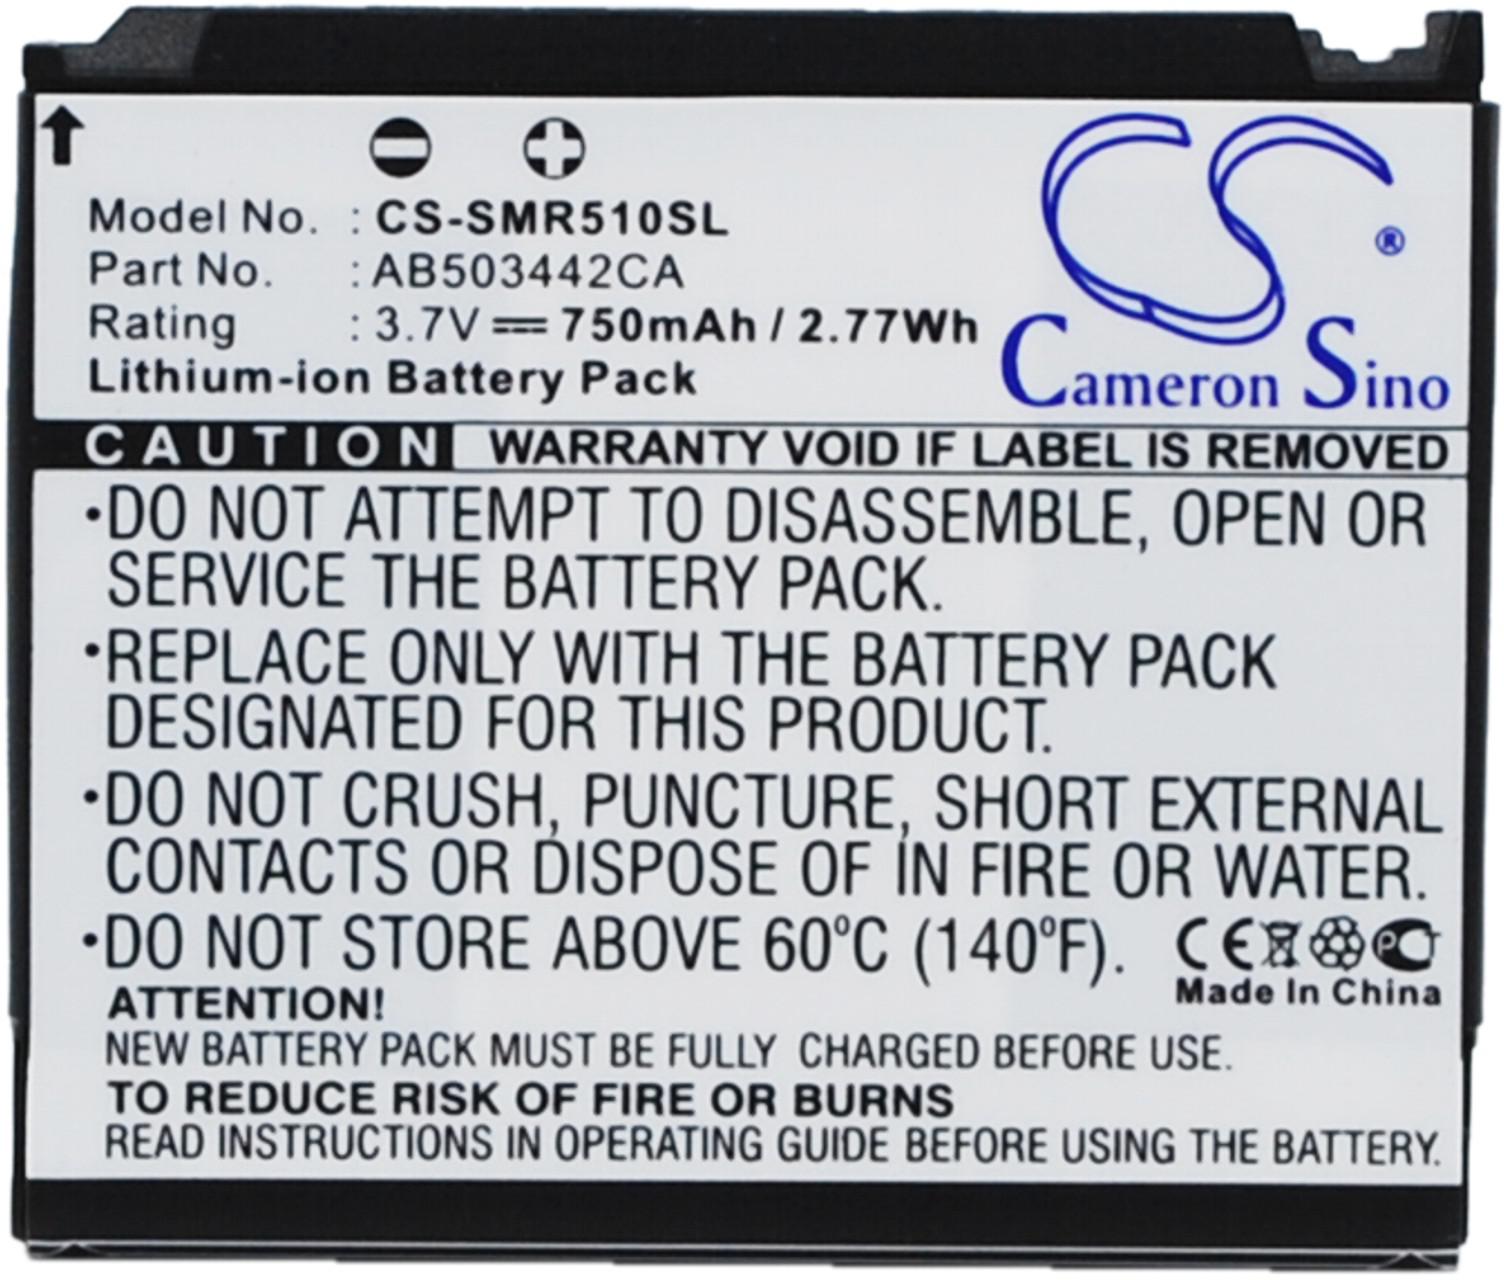 Model No. : CS-SMR510SL
Part No. : AB503442CA
Rating : 3.7V 750mAh / 2.77Wh
Lithium-ion Battery Pack
CS ®
Cameron Sino
CAUTION WARRANTY VOID IF LABEL IS REMOVED
•DO NOT ATTEMPT TO DISASSEMBLE, OPEN OR
SERVICE THE BATTERY PACK.
•REPLACE ONLY WITH THE BATTERY PACK
DESIGNATED FOR THIS PRODUCT.
•DO NOT CRUSH, PUNCTURE, SHORT EXTERNAL
CONTACTS OR DISPOSE OF IN FIRE OR WATER.
•DO NOT STORE ABOVE 60°C (140°F). CE PCT
Made In China
ATTENTION!
NEW BATTERY PACK MUST BE FULLY CHARGED BEFORE USE.
TO REDUCE RISK OF FIRE OR BURNS
READ INSTRUCTIONS IN OPERATING GUIDE BEFORE USING THE BATTERY.